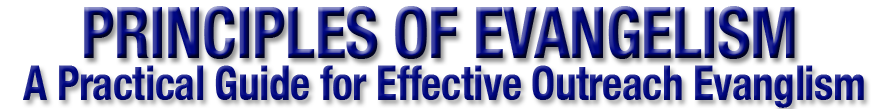 PRINCIPLES OF EVANGELISM
A Practical Guide for Effective Outreach Evanglism